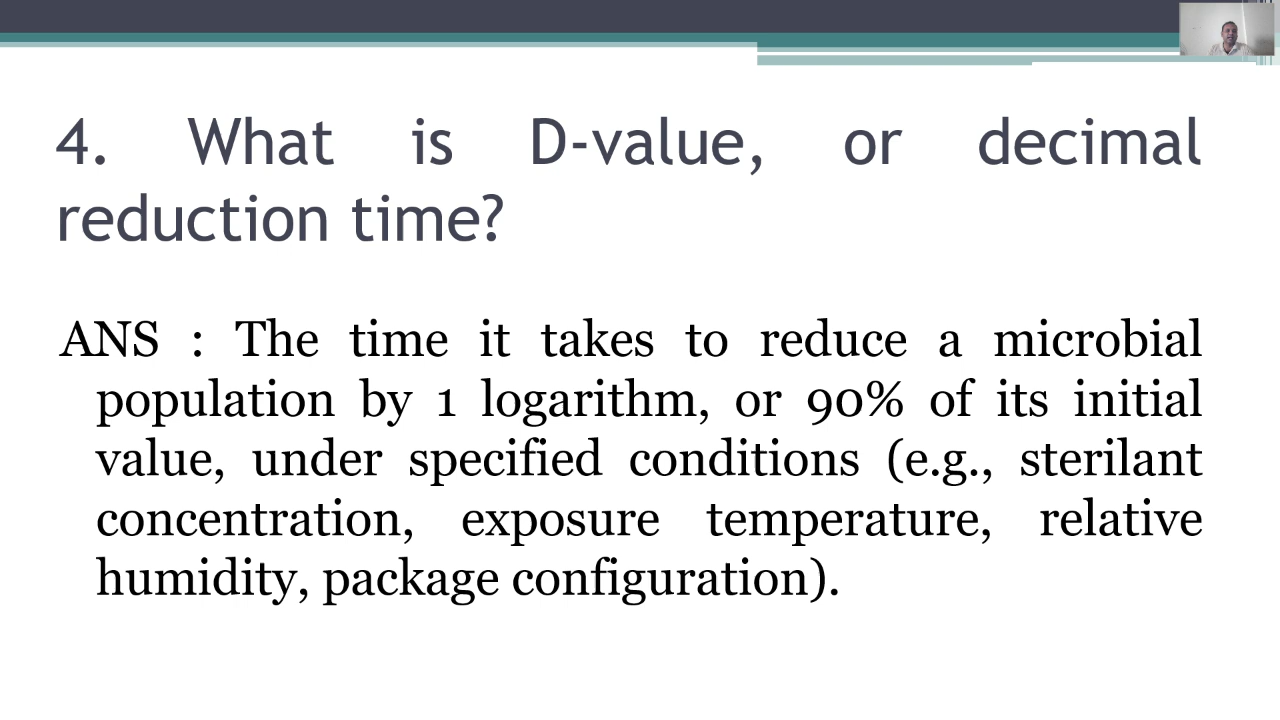 4. What is D-value, or decimal
reduction time?
ANS : The time it takes to reduce a microbial
population by 1 logarithm, or 90% of its initial
value, under specified conditions (e.g., sterilant
concentration, exposure temperature, relative
humidity, package configuration).